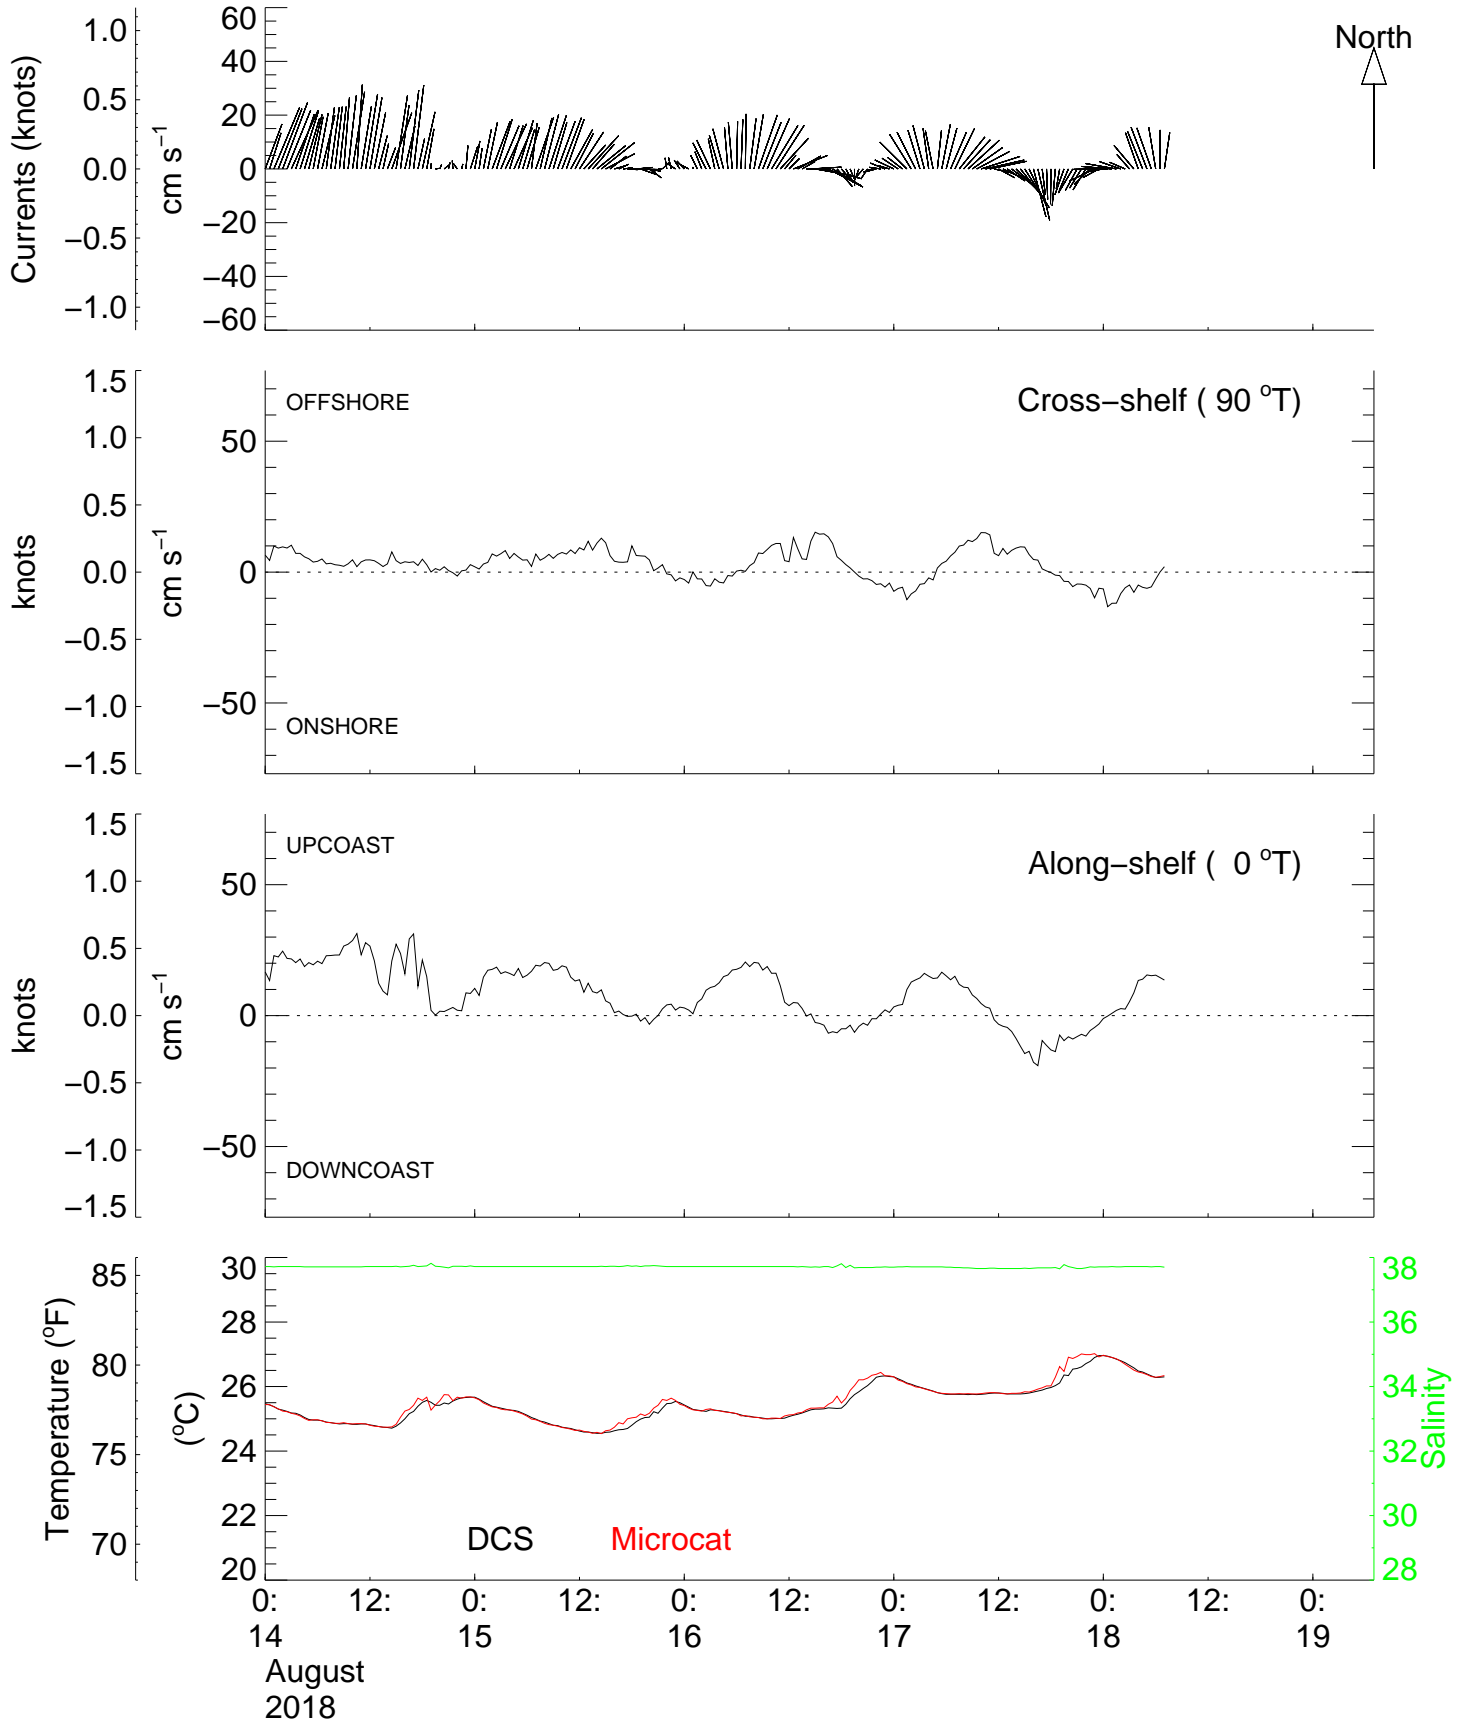 Currents (knots)
1.0
0.5
0.0
−0.5
−1.0
cm s−1
60
40
20
0
−20
−40
−60
North
knots
1.5
1.0
0.5
0.0
−0.5
−1.0
−1.5
cm s−1
50
0
−50
OFFSHORE
Cross−shelf ( 90 oT)
ONSHORE
knots
1.5
1.0
0.5
0.0
−0.5
−1.0
−1.5
cm s−1
50
0
−50
UPCOAST
Along−shelf (  0 oT)
DOWNCOAST
Temperature (oF)
85
80
75
70
(oC)
30
28
26
24
22
20
DCS Microcat
38
36
34
32
30
28
Salinity
0: 12: 0: 12: 0: 12: 0: 12: 0: 12: 0:
14 15 16 17 18 19
August
2018